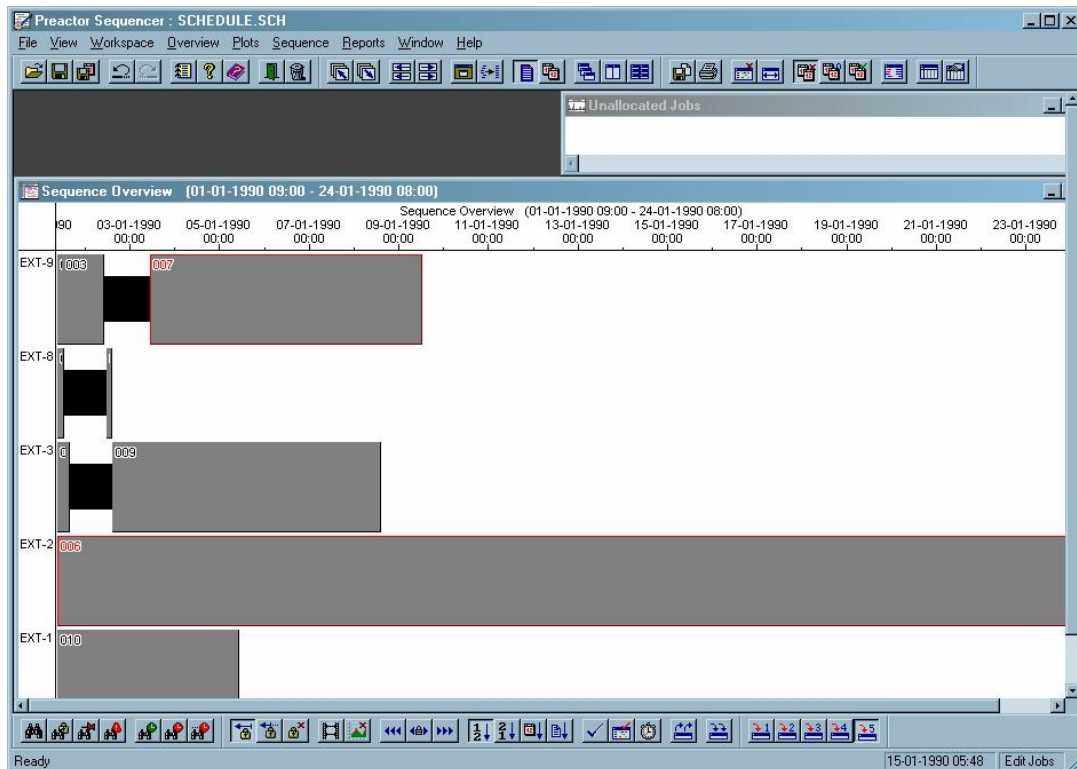 Preactor Sequencer : SCHEDULE.SCH
File View Workspace Overview Plots Sequence Reports Window Help
Unallocated Jobs
Sequence Overview (01-01-1990 09:00 - 24-01-1990 08:00)
Sequence Overview (01-01-1990 09:00 - 24-01-1990 08:00)
90 03-01-1990 05-01-1990 07-01-1990 09-01-1990 11-01-1990 13-01-1990 15-01-1990 17-01-1990 19-01-1990 21-01-1990 23-01-1990
00:00 00:00 00:00 00:00 00:00 00:00 00:00 00:00 00:00 00:00 00:00
EXT-9 003 007
EXT-8
EXT-3 009
EXT-2 006
EXT-1 010
Ready 15-01-1990 05:48 Edit Jobs